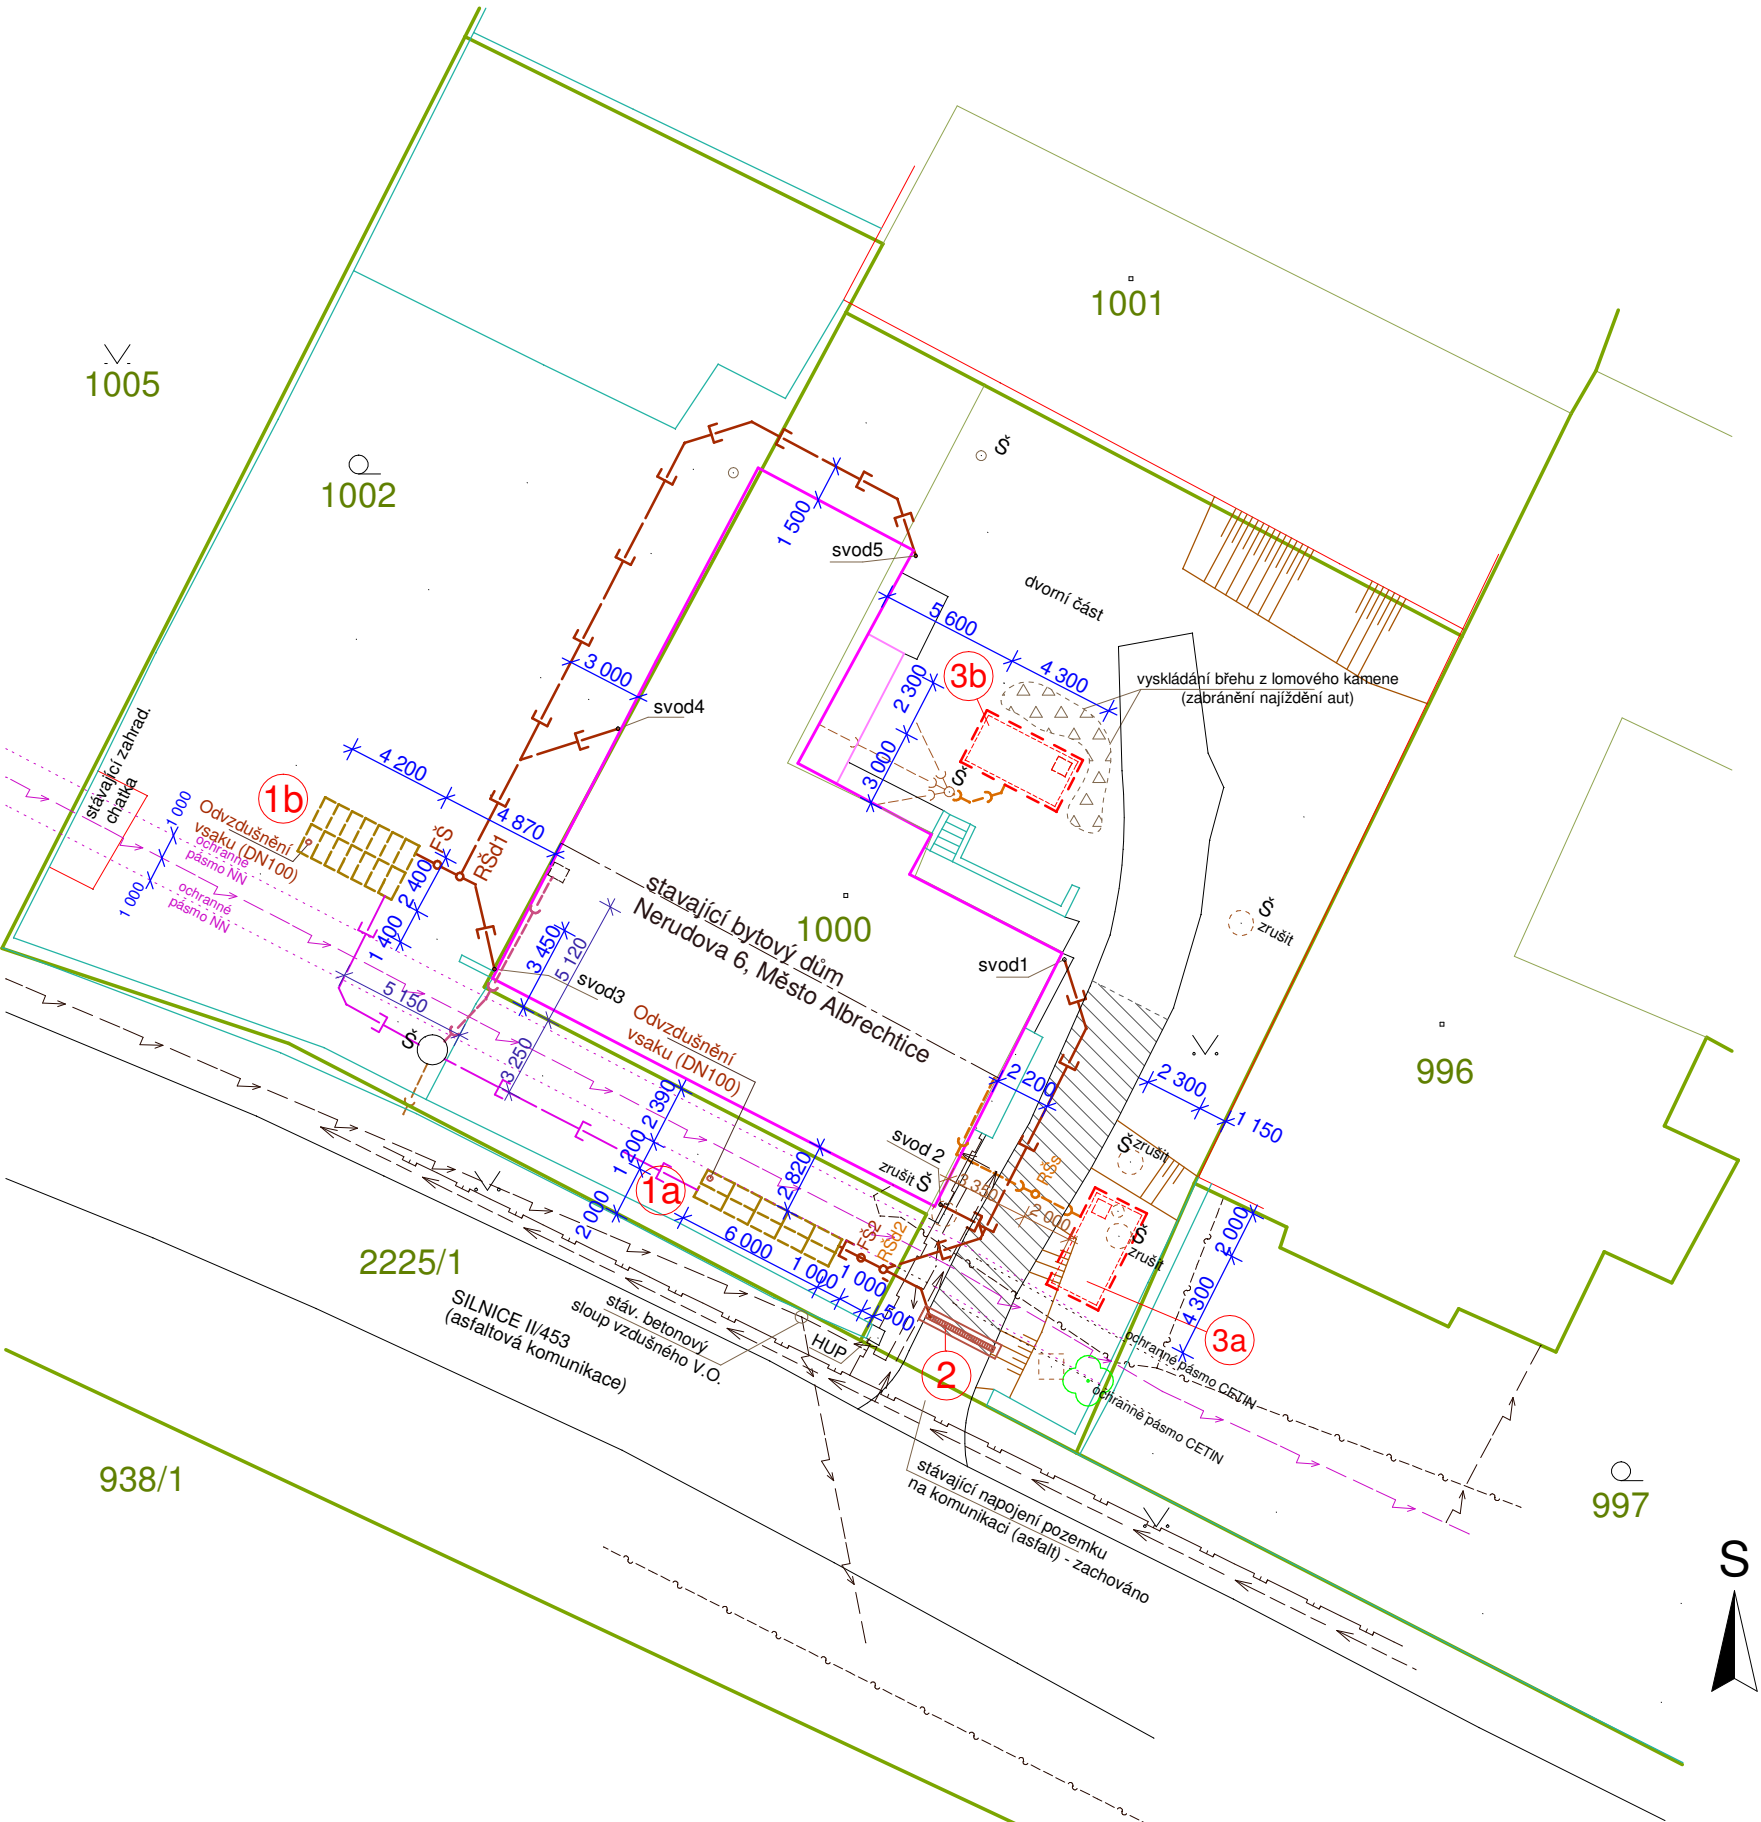 1001
1005
1002
Š
1 500
svod5
dvorní část
5 600
4 300
3b
2 300
vyskládání břehu z lomového kamene
(zabránění najíždění aut)
3 000
svod4
3 000
Š
stávající zahrad.
chatka
4 200
1b
1 000
Odvzdušnění
vsaku (DN100)
ochranné
pásmo NN
ochranné
pásmo NN
1 000
FŠ
RŠd1
4 870
2 400
1 400
stavající bytový dům
Nerudova 6, Město Albrechtice
1000
Š
zrušit
svod1
3 450
5 120
svod3
5 150
Š
3 250
Odvzdušnění
vsaku (DN100)
996
2 200
2 300
1 150
2 390
1 200
2 000
1a
2 820
svod 2
zrušit Š
3 350
RŠs
2 000
Š
zrušit
Š
zrušit
2 000
4 300
3a
6 000
FŠ2
RŠd2
1 000
1 000
500
2225/1
SILNICE II/453
(asfaltová komunikace)
stáv. betonový
sloup vzdušného V.O.
HUP
2
ochranné pásmo CETIN
ochranné pásmo CETIN
stávající napojení pozemku
na komunikaci (asfalt) - zachováno
938/1
997
S